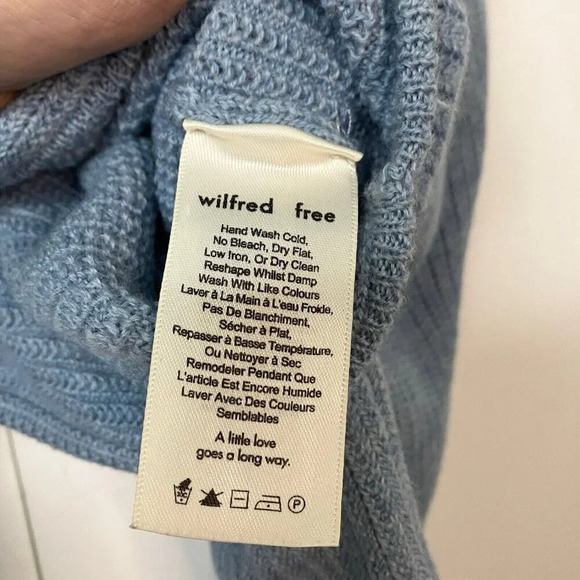 wilfred free
Hand Wash Cold,
No Bleach, Dry Flat,
Low Iron, Or Dry Clean
Reshape Whilst Damp
Wash With Like Colours
Laver à La Main à L'eau Froide,
Pas De Blanchiment,
Sécher à Plat,
Repasser à Basse Température,
Ou Nettoyer à Sec
Remodeler Pendant Que
L'article Est Encore Humide
Laver Avec Des Couleurs
Semblables
A little love
goes a long way.
30C P